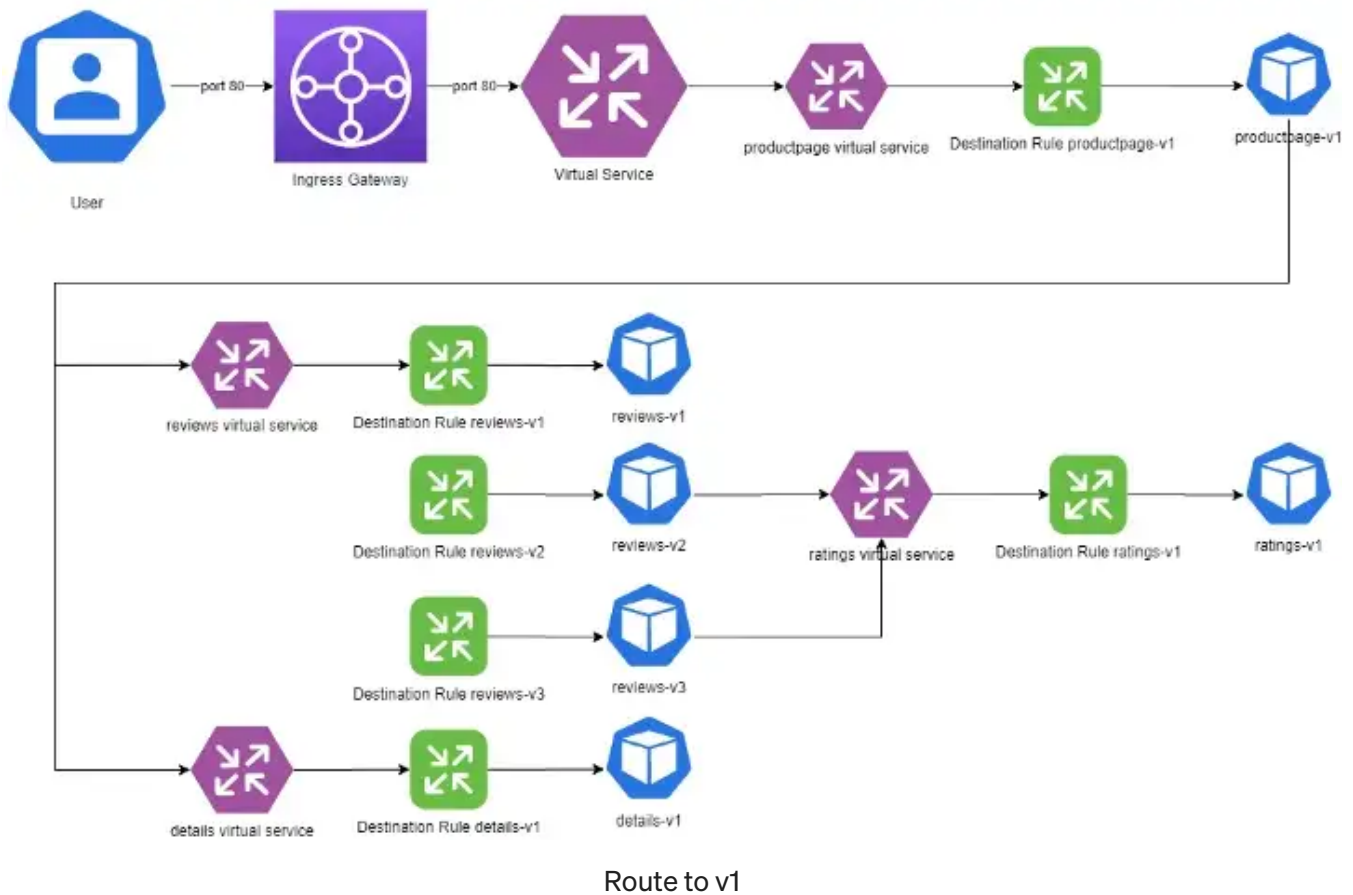 port 80
port 80
User
Ingress Gateway
Virtual Service
productpage virtual service
Destination Rule productpage-v1
productpage-v1
reviews virtual service
Destination Rule reviews-v1
reviews-v1
Destination Rule reviews-v2
reviews-v2
ratings virtual service
Destination Rule ratings-v1
ratings-v1
Destination Rule reviews-v3
reviews-v3
details virtual service
Destination Rule details-v1
details-v1
Route to v1